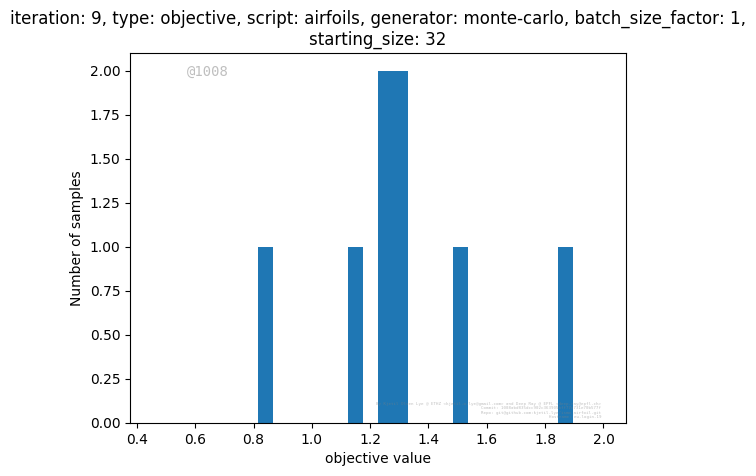 iteration: 9, type: objective, script: airfoils, generator: monte-carlo, batch_size_factor: 1,
starting_size: 32
@1008
2.00
1.75
1.50
1.25
1.00
0.75
0.50
0.25
0.00
Number of samples
0.4 0.6 0.8 1.0 1.2 1.4 1.6 1.8 2.0
objective value